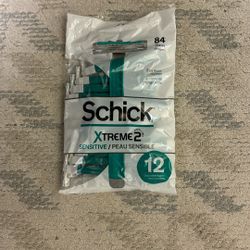 84
Schick
XTREME2
SENSITIVE / PEAU SENSIBLE
12